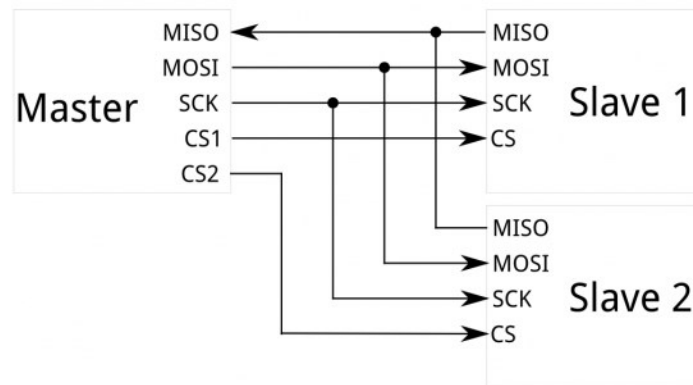 Master
MISO
MOSI
SCK
CS1
CS2
MISO
MOSI
SCK
CS
Slave 1
MISO
MOSI
SCK
CS
Slave 2